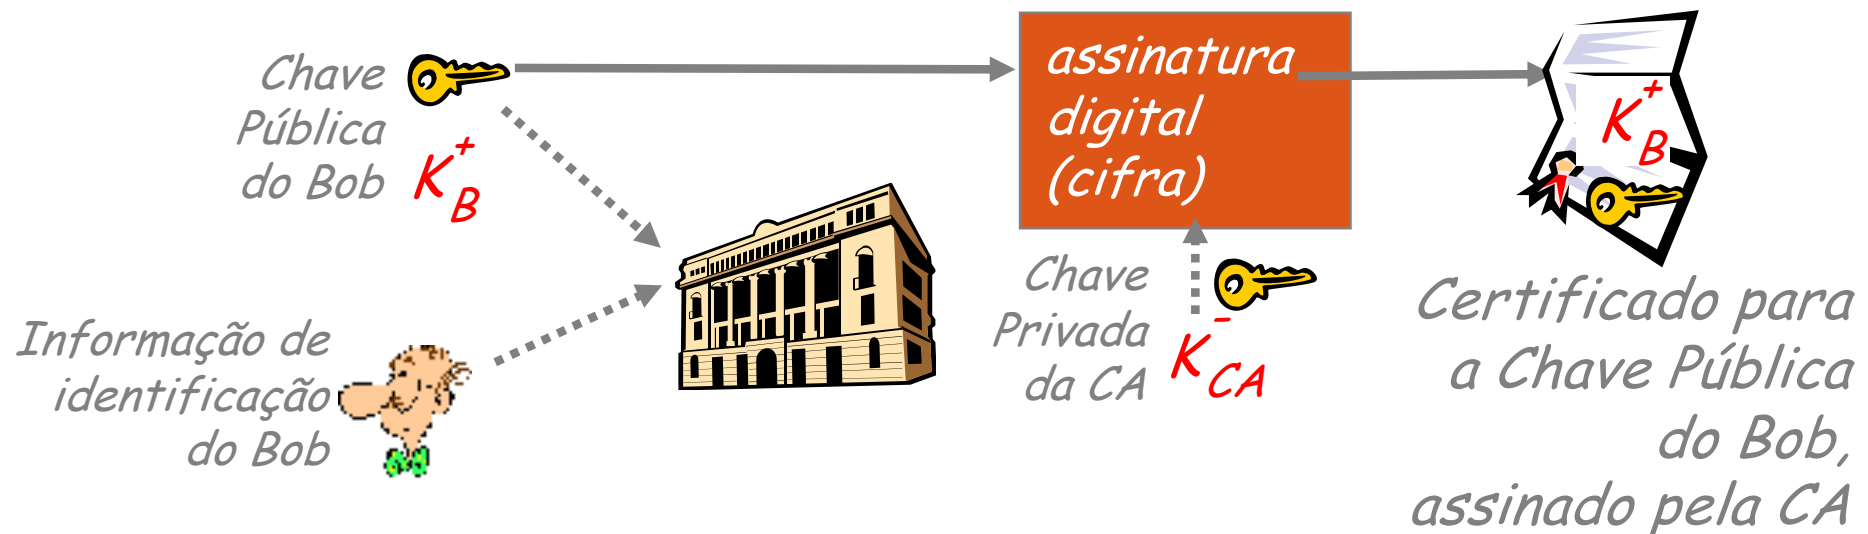 Chave
Pública
do Bob
K+B
Informação de
identificação
do Bob
assinatura
digital
(cifra)
Chave
Privada
da CA
K-CA
K+B
Certificado para
a Chave Pública
do Bob,
assinado pela CA